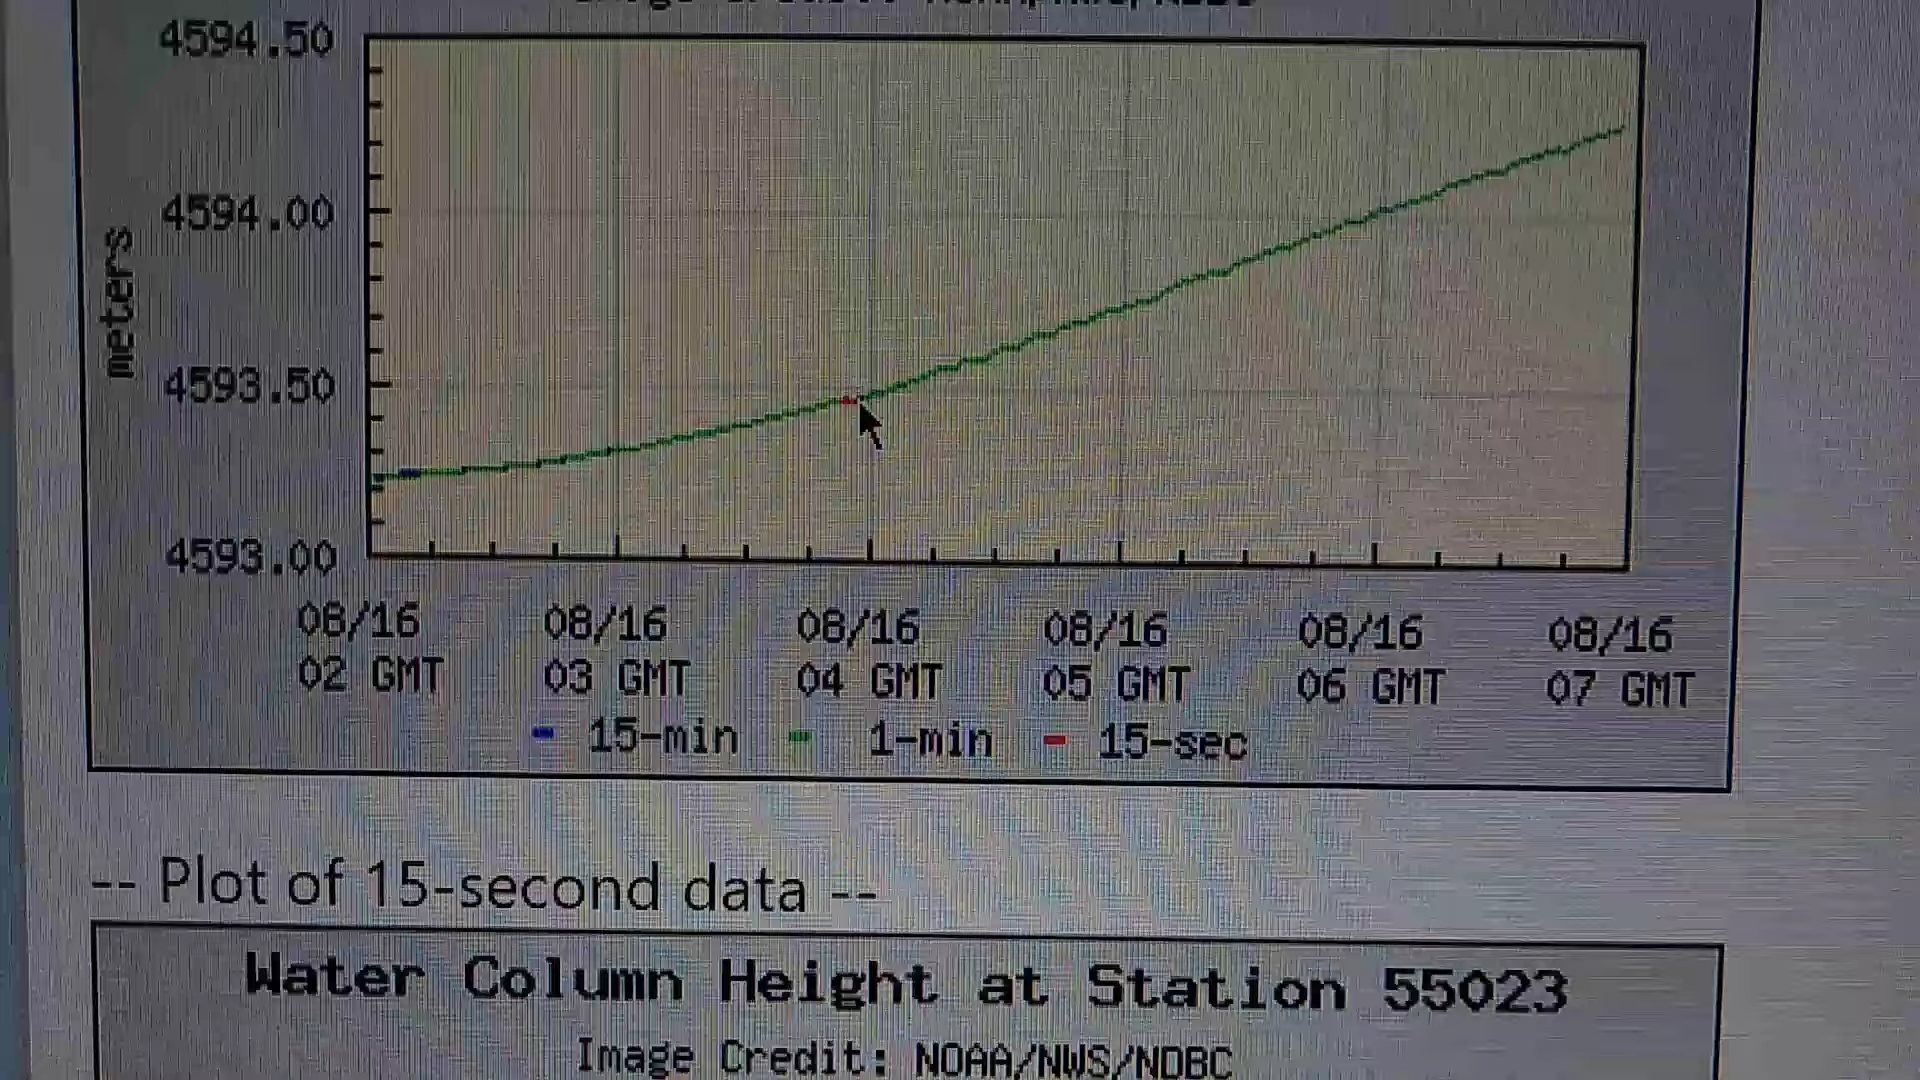 4594.50
4594.00
meters
4593.50
4593.00
08/16 08/16 08/16 08/16 08/16 08/16
02 GMT 03 GMT 04 GMT 05 GMT 06 GMT 07 GMT
15-min 1-min 15-sec
-- Plot of 15-second data --
Water Column Height at Station 55023
Image Credit: NOAA/NWS/NDBC